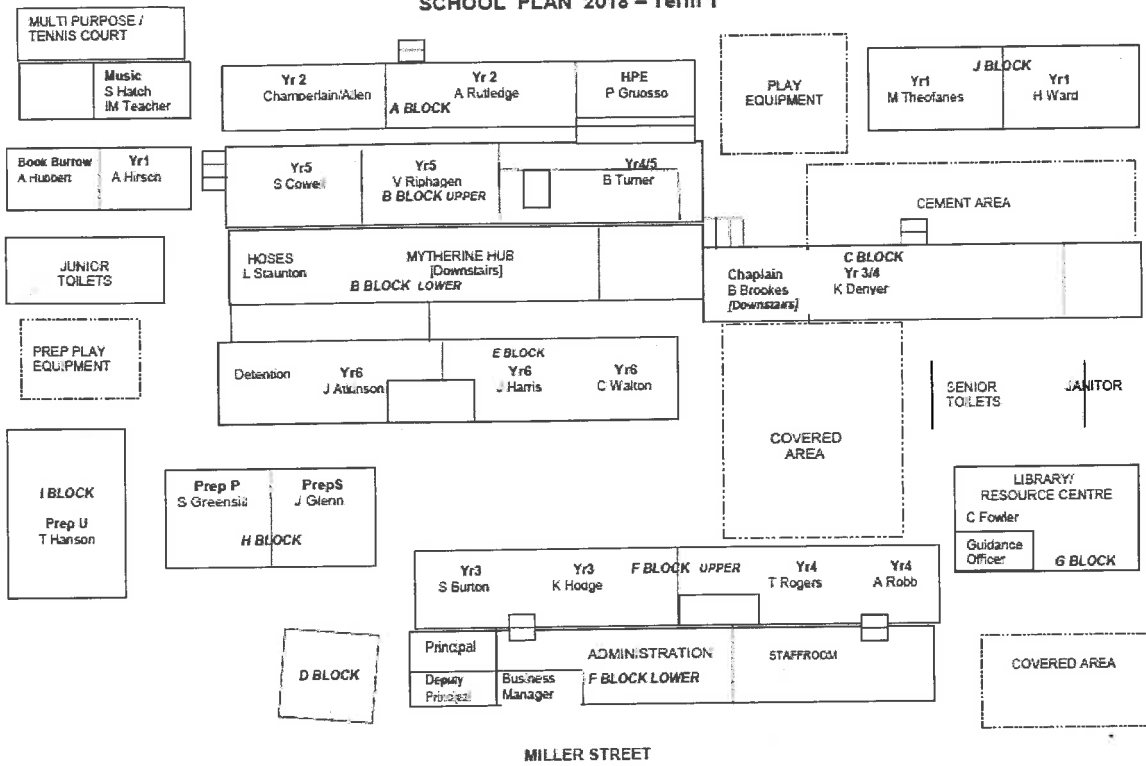 SCHOOL PLAN 2018 – Term 1
MULTI PURPOSE /
TENNIS COURT
Music
S Hatch
IM Teacher
Yr 2
Chamberlain/Allen
Yr 2
A Rutledge
A BLOCK
HPE
P Gruosso
PLAY
EQUIPMENT
J BLOCK
Yr1
M Theofanes
Yr1
H Ward
Book Burrow
A Hubbert
Yr1
A Hirsch
Yr5
S Cowell
Yr5
V Riphagen
B BLOCK UPPER
Yr4/5
B Turner
CEMENT AREA
JUNIOR
TOILETS
HOSES
L Staunton
MYTHERINE HUB
[Downstairs]
B BLOCK LOWER
C BLOCK
Chaplain
B Brookes
[Downstairs]
Yr 3/4
K Denyer
PREP PLAY
EQUIPMENT
E BLOCK
Detention
Yr6
J Atkinson
Yr6
J Harris
Yr6
C Walton
COVERED
AREA
SENIOR
TOILETS
JANITOR
I BLOCK
Prep U
T Hanson
Prep P
S Greensill
PrepS
J Glenn
H BLOCK
LIBRARY/
RESOURCE CENTRE
C Fowler
Guidance
Officer
G BLOCK
Yr3
S Burton
Yr3
K Hodge
F BLOCK UPPER
Yr4
T Rogers
Yr4
A Robb
D BLOCK
Principal
Deputy
Principal
Business
Manager
ADMINISTRATION
F BLOCK LOWER
STAFFROOM
COVERED AREA
MILLER STREET